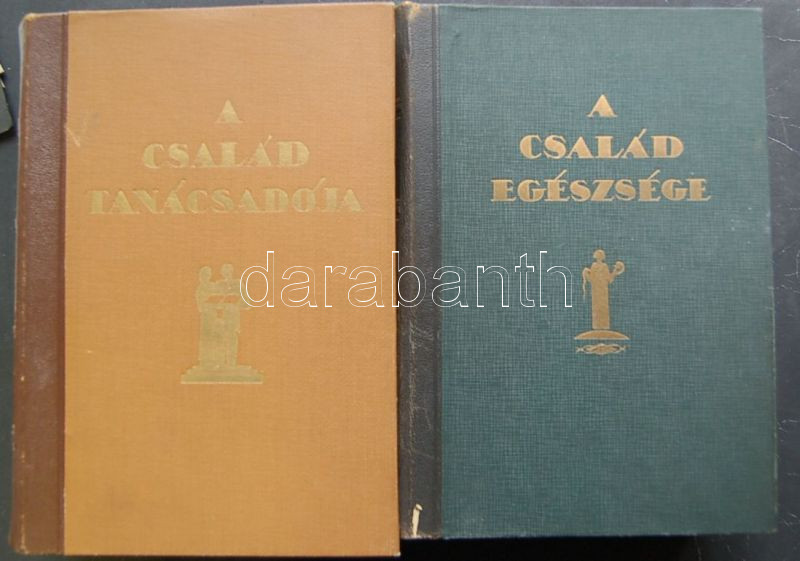 A
CSALÁD
TANÁCSADÓJA
A
CSALÁD
EGÉSZSÉGE
darabanth